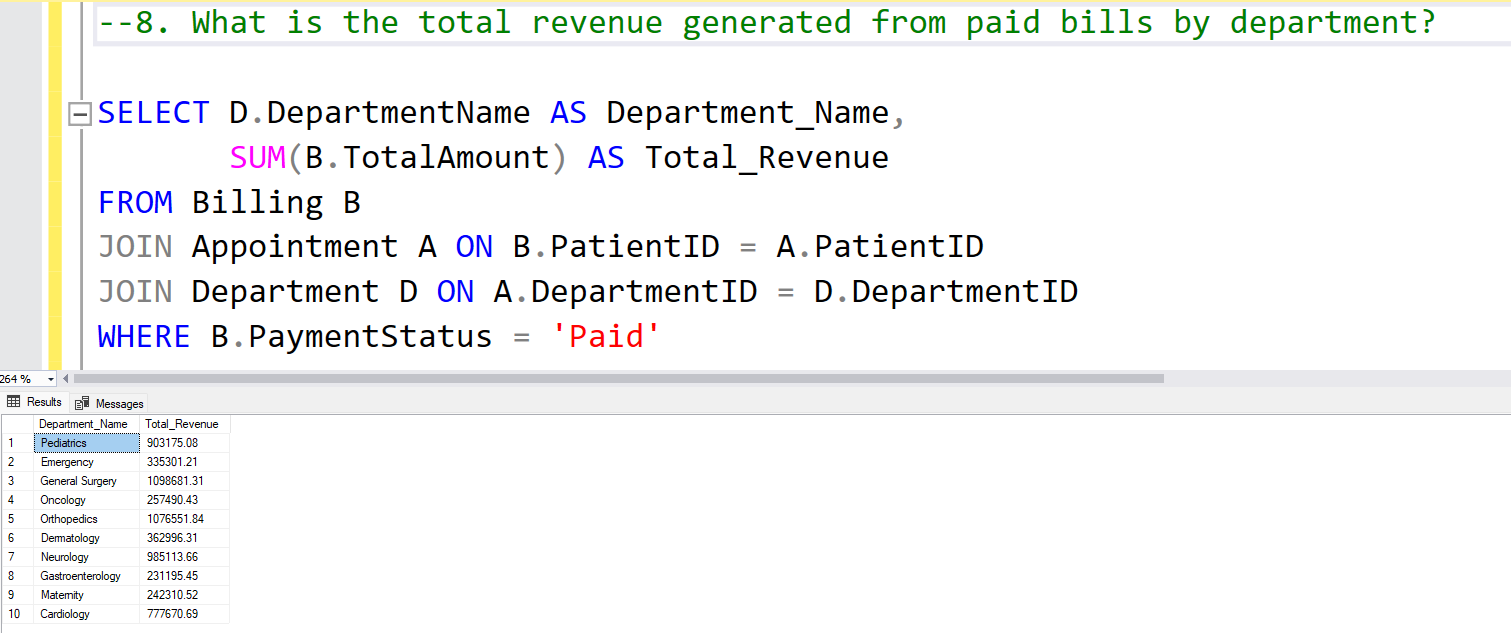 --8. What is the total revenue generated from paid bills by department?
SELECT D.DepartmentName AS Department_Name,
SUM(B.TotalAmount) AS Total_Revenue
FROM Billing B
JOIN Appointment A ON B.PatientID = A.PatientID
JOIN Department D ON A.DepartmentID = D.DepartmentID
WHERE B.PaymentStatus = 'Paid'
264 %
Results Messages
Department_Name Total_Revenue
1 Pediatrics 903175.08
2 Emergency 335301.21
3 General Surgery 1098681.31
4 Oncology 257490.43
5 Orthopedics 1076551.84
6 Dermatology 362996.31
7 Neurology 985113.66
8 Gastroenterology 231195.45
9 Maternity 242310.52
10 Cardiology 777670.69